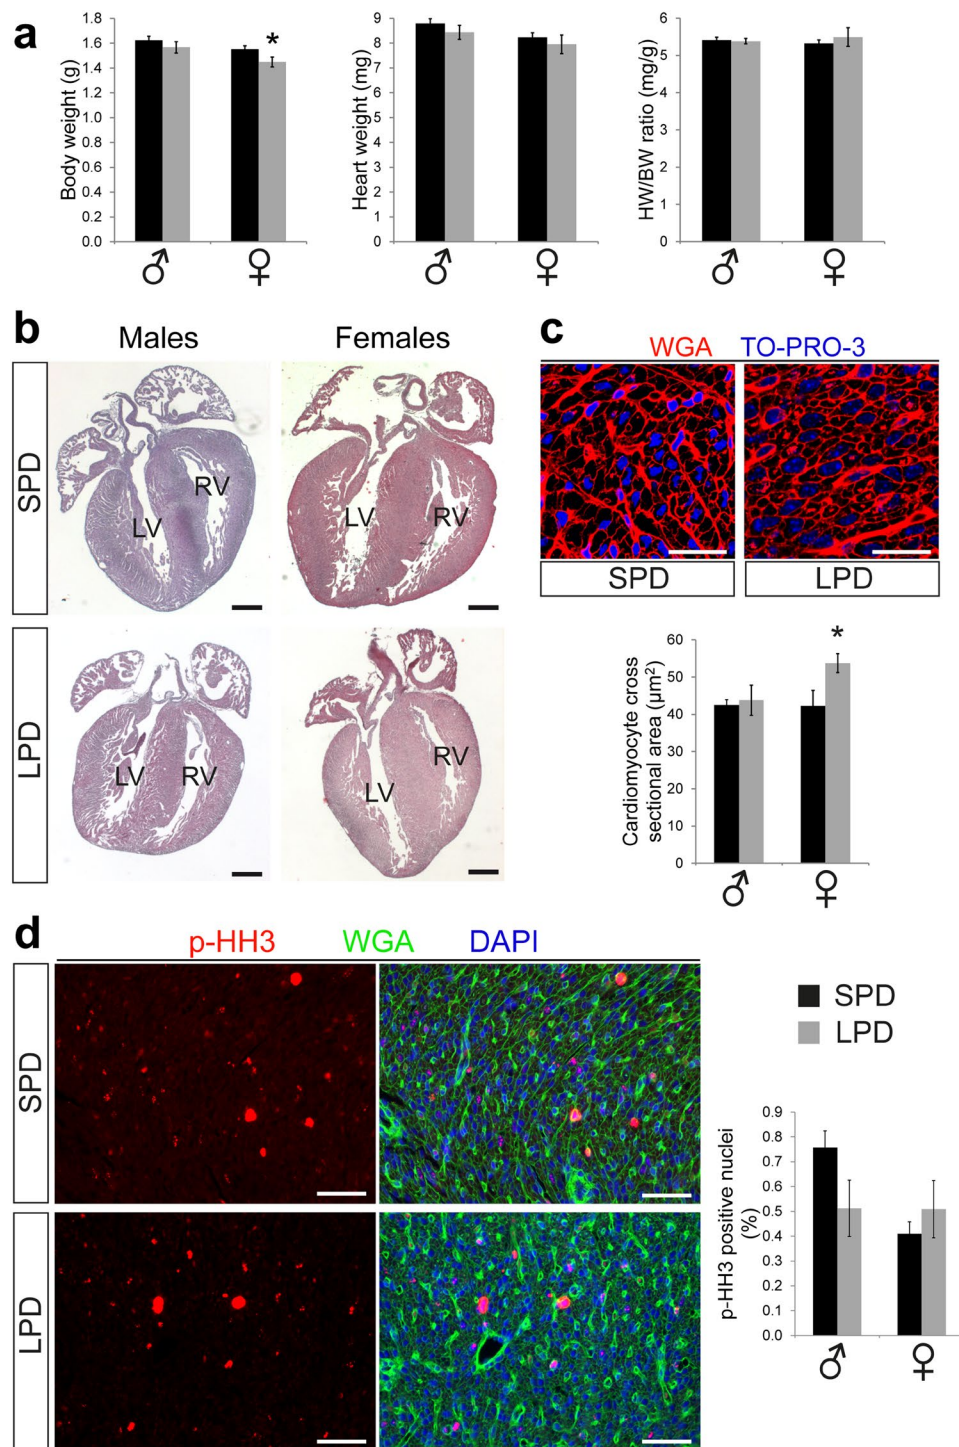 a
Body weight (g)
1.8
1.6
1.4
1.2
1.0
0.8
0.6
0.4
0.2
0.0
*
♂ ♀
Heart weight (mg)
9
8
7
6
5
4
3
2
1
0
♂ ♀
HW/BW ratio (mg/g)
6
5
4
3
2
1
0
♂ ♀
b
Males Females
SPD
LV RV
LV RV
LPD
LV RV
LV RV
c
WGA TO-PRO-3
SPD LPD
Cardiomyocyte cross
sectional area (µm²)
60
50
40
30
20
10
0
*
♂ ♀
d
p-HH3 WGA DAPI
SPD
LPD
SPD
LPD
p-HH3 positive nuclei
(%)
0.9
0.8
0.7
0.6
0.5
0.4
0.3
0.2
0.1
0.0
♂ ♀